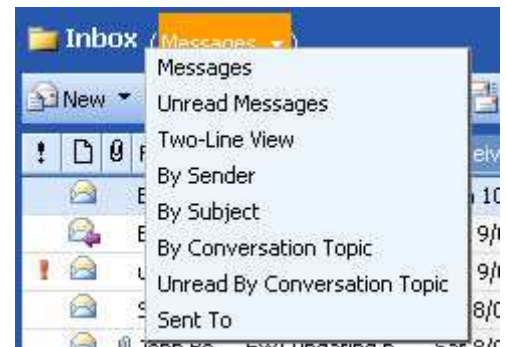 Inbox (Messages)
Messages
New
Unread Messages
Two-Line View
By Sender
By Subject
By Conversation Topic
Unread By Conversation Topic
Sent To